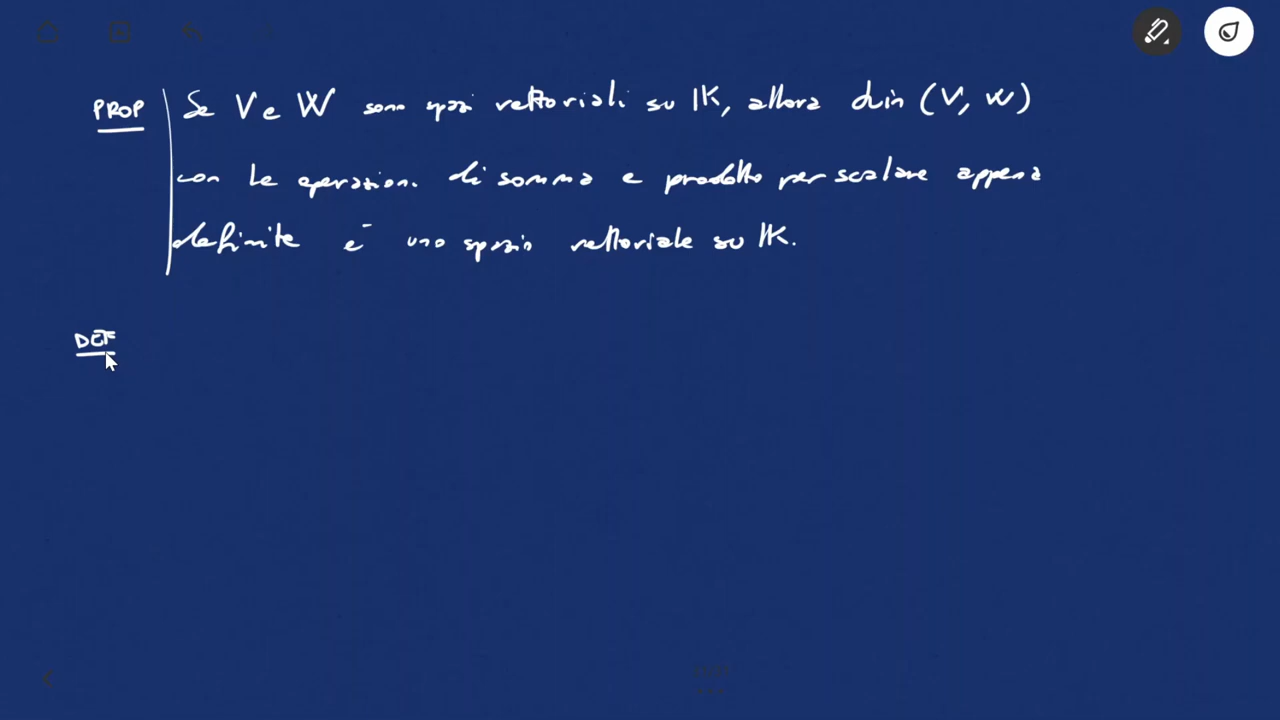 PROP Se V e W sono spazi vettoriali su IK, allora Lin (V, W)
con le operazioni di somma e prodotto per scalare appena
definite è uno spazio vettoriale su IK.
DEF